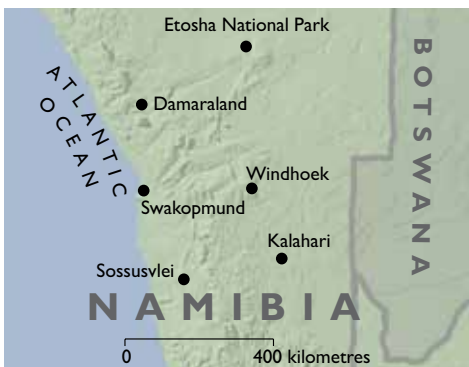 Etosha National Park
BOTSWANA
ATLANTIC
OCEAN
Damaraland
Windhoek
Swakopmund
Kalahari
Sossusvlei
NAMIBIA
0 400 kilometres